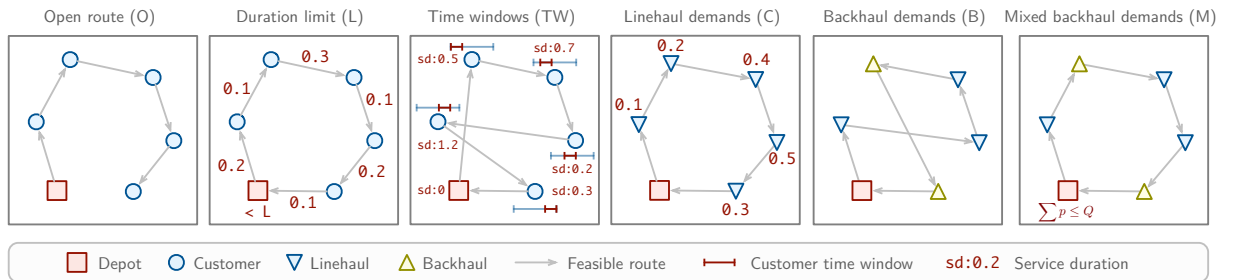 Open route (O)
Duration limit (L)
Time windows (TW)
Linehaul demands (C)
Backhaul demands (B)
Mixed backhaul demands (M)
0.3
0.1
0.1
0.2
0.2
0.1
< L
sd:0.5
sd:0.7
sd:1.2
sd:0.2
sd:0
sd:0.3
0.2
0.4
0.1
0.5
0.3
∑ p ≤ Q
Depot
Customer
Linehaul
Backhaul
Feasible route
Customer time window
sd:0.2
Service duration